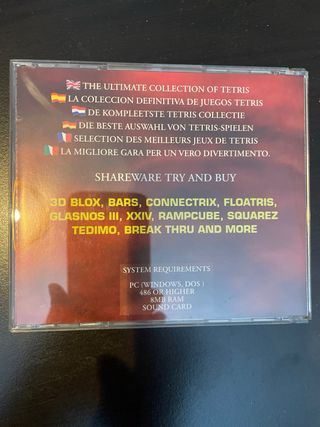 THE ULTIMATE COLLECTION OF TETRIS
LA COLECCION DEFINITIVA DE JUEGOS TETRIS
DE KOMPLEETSTE TETRIS COLLECTIE
DIE BESTE AUSWAHL VON TETRIS-SPIELEN
SELECTION DES MEILLEURS JEUX DE TETRIS
LA MIGLIORE GARA PER UN VERO DIVERTIMENTO.
SHAREWARE TRY AND BUY
3D BLOX, BARS, CONNECTRIX, FLOATRIS,
GLASNOS III, XXIV, RAMPCUBE, SQUAREZ
TEDIMO, BREAK THRU AND MORE
SYSTEM REQUIREMENTS
PC (WINDOWS, DOS )
486 OR HIGHER
8MB RAM
SOUND CARD